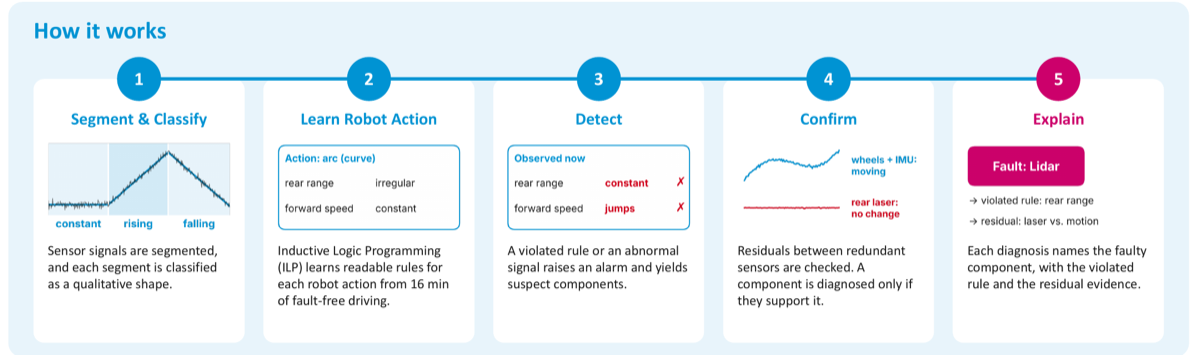 How it works
1
Segment & Classify
constant rising falling
Sensor signals are segmented,
and each segment is classified
as a qualitative shape.
2
Learn Robot Action
Action: arc (curve)
rear range irregular
forward speed constant
Inductive Logic Programming
(ILP) learns readable rules for
each robot action from 16 min
of fault-free driving.
3
Detect
Observed now
rear range constant ✗
forward speed jumps ✗
A violated rule or an abnormal
signal raises an alarm and yields
suspect components.
4
Confirm
wheels + IMU:
moving
rear laser:
no change
Residuals between redundant
sensors are checked. A
component is diagnosed only if
they support it.
5
Explain
Fault: Lidar
→ violated rule: rear range
→ residual: laser vs. motion
Each diagnosis names the faulty
component, with the violated
rule and the residual evidence.